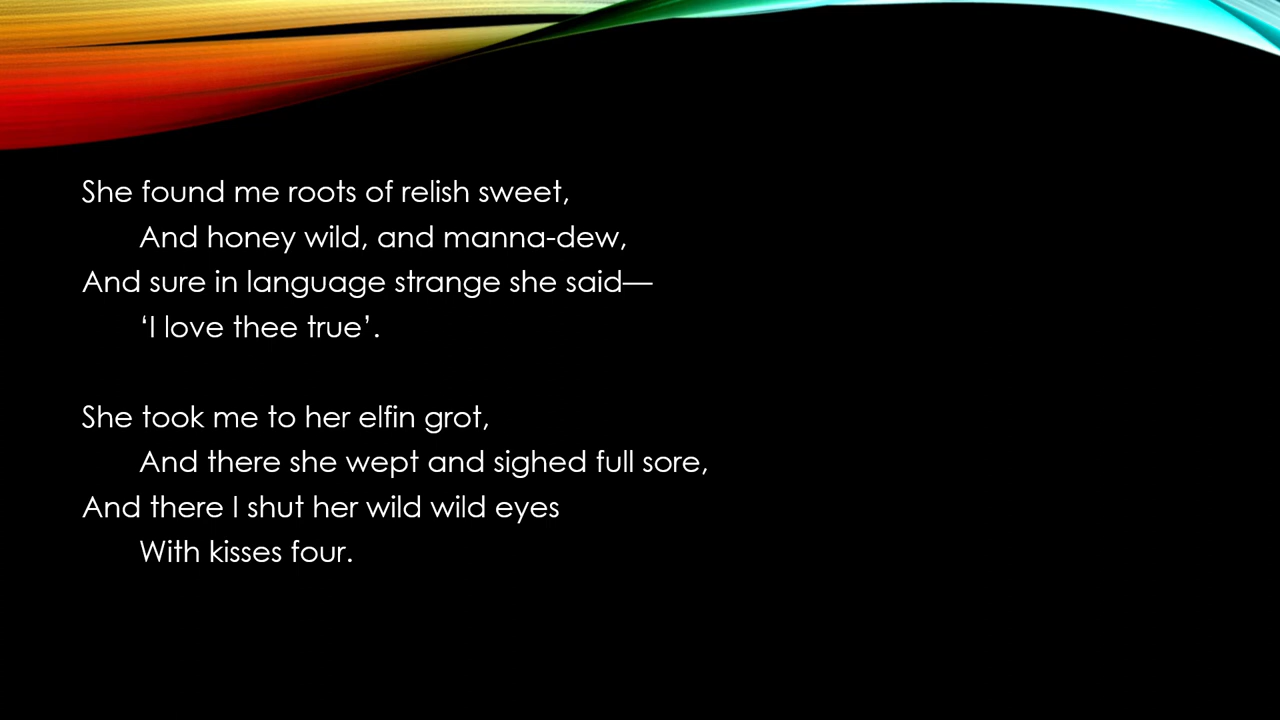 She found me roots of relish sweet,
And honey wild, and manna-dew,
And sure in language strange she said—
‘I love thee true’.
She took me to her elfin grot,
And there she wept and sighed full sore,
And there I shut her wild wild eyes
With kisses four.